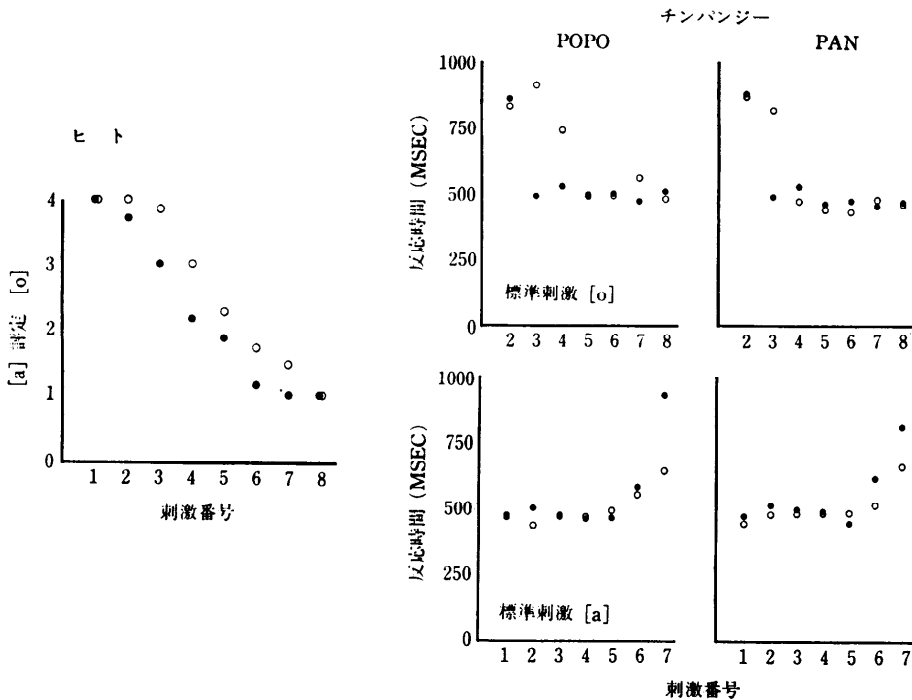 チンパンジー
POPO
PAN
ヒト
[a] 評定 [o]
4
3
2
1
0
1 2 3 4 5 6 7 8
刺激番号
反応時間 (MSEC)
1000
750
500
250
0
標準刺激 [o]
2 3 4 5 6 7 8
2 3 4 5 6 7 8
反応時間 (MSEC)
1000
750
500
250
0
標準刺激 [a]
1 2 3 4 5 6 7
1 2 3 4 5 6 7
刺激番号